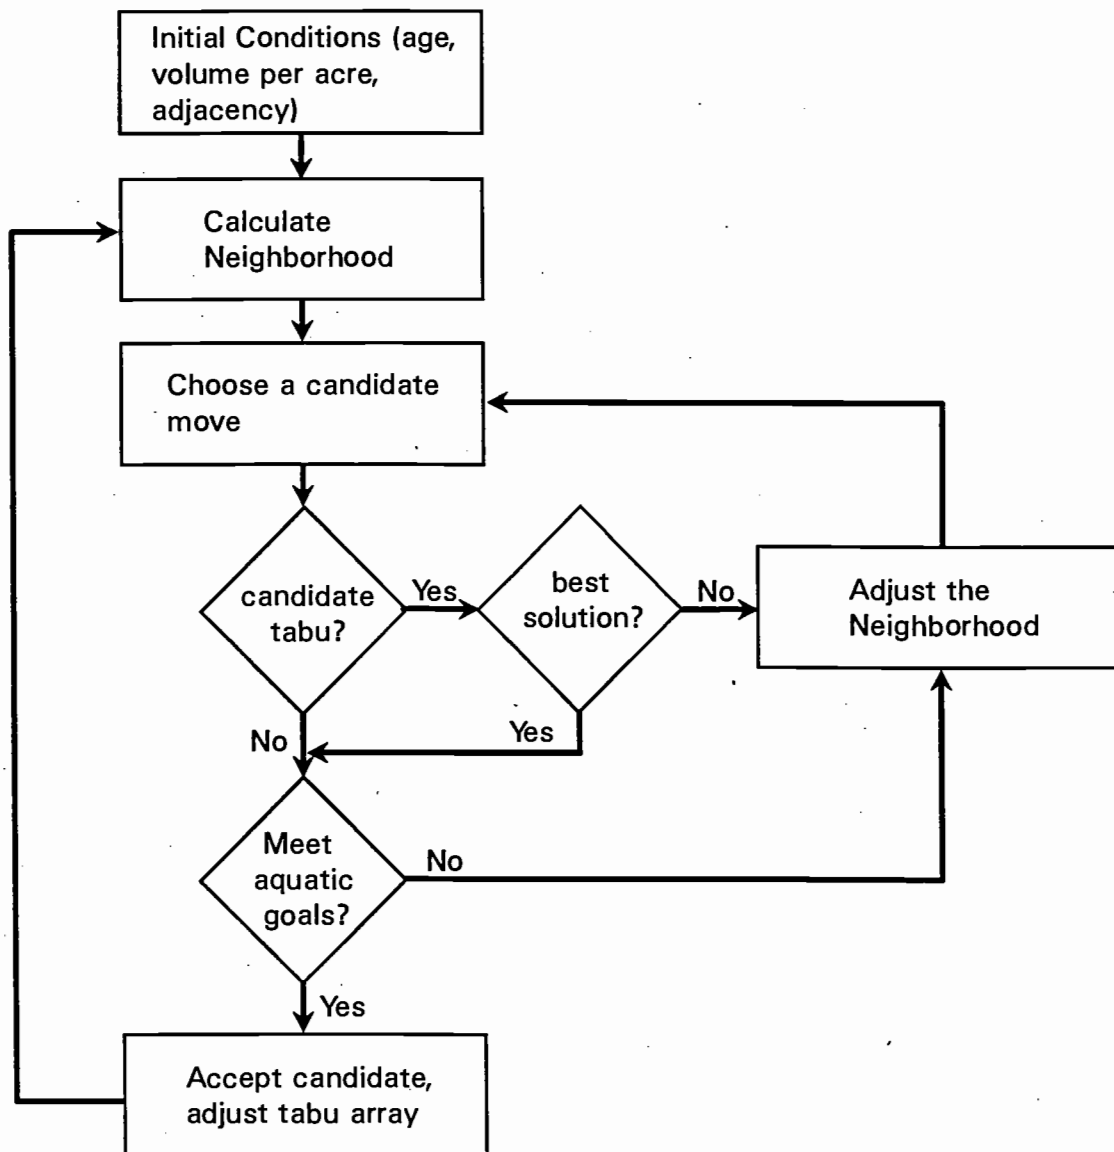 Initial Conditions (age,
volume per acre,
adjacency)
Calculate
Neighborhood
Choose a candidate
move
candidate
tabu?
Yes
best
solution?
No
Adjust the
Neighborhood
No
Yes
Meet
aquatic
goals?
No
Yes
Accept candidate,
adjust tabu array